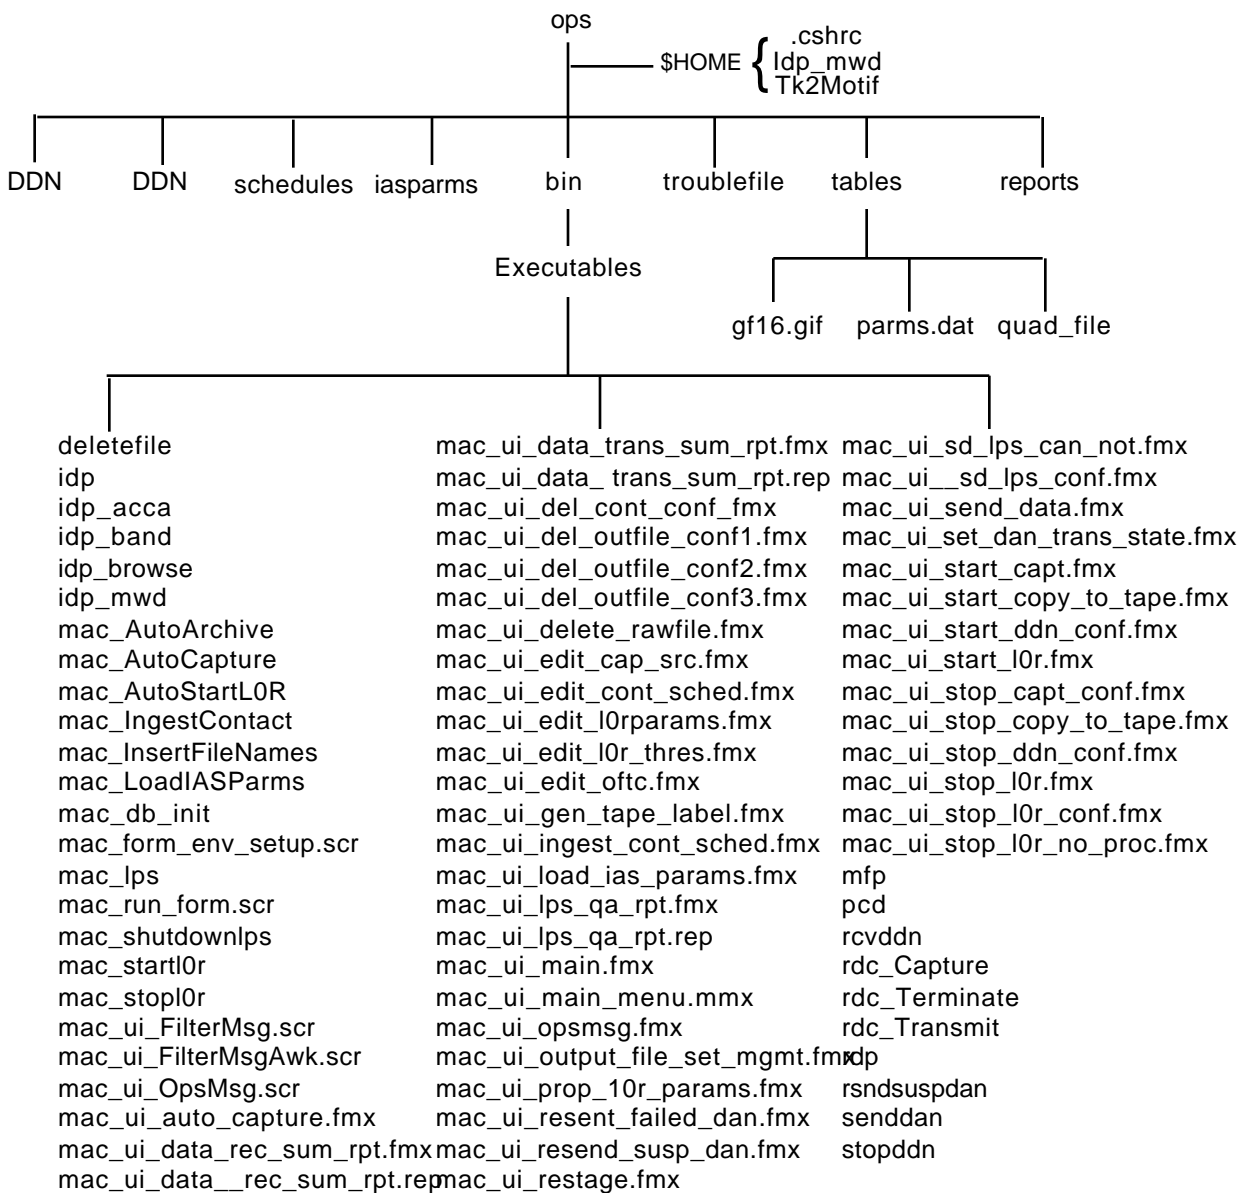 ops
$HOME { .cshrc
ldp_mwd
Tk2Motif
DDN DDN schedules iasparms bin troublefile tables reports
Executables
gf16.gif parms.dat quad_file
deletefile
idp
idp_acca
idp_band
idp_browse
idp_mwd
mac_AutoArchive
mac_AutoCapture
mac_AutoStartL0R
mac_IngestContact
mac_InsertFileNames
mac_LoadIASParms
mac_db_init
mac_form_env_setup.scr
mac_lps
mac_run_form.scr
mac_shutdownlps
mac_startl0r
mac_stopl0r
mac_ui_FilterMsg.scr
mac_ui_FilterMsgAwk.scr
mac_ui_OpsMsg.scr
mac_ui_auto_capture.fmx
mac_ui_data_rec_sum_rpt.fmx
mac_ui_data__rec_sum_rpt.rep
mac_ui_data_trans_sum_rpt.fmx
mac_ui_data_ trans_sum_rpt.rep
mac_ui_del_cont_conf_fmx
mac_ui_del_outfile_conf1.fmx
mac_ui_del_outfile_conf2.fmx
mac_ui_del_outfile_conf3.fmx
mac_ui_delete_rawfile.fmx
mac_ui_edit_cap_src.fmx
mac_ui_edit_cont_sched.fmx
mac_ui_edit_l0rparams.fmx
mac_ui_edit_l0r_thres.fmx
mac_ui_edit_oftc.fmx
mac_ui_gen_tape_label.fmx
mac_ui_ingest_cont_sched.fmx
mac_ui_load_ias_params.fmx
mac_ui_lps_qa_rpt.fmx
mac_ui_lps_qa_rpt.rep
mac_ui_main.fmx
mac_ui_main_menu.mmx
mac_ui_opsmsg.fmx
mac_ui_output_file_set_mgmt.fmx
mac_ui_prop_10r_params.fmx
mac_ui_resent_failed_dan.fmx
mac_ui_resend_susp_dan.fmx
mac_ui_restage.fmx
mac_ui_sd_lps_can_not.fmx
mac_ui__sd_lps_conf.fmx
mac_ui_send_data.fmx
mac_ui_set_dan_trans_state.fmx
mac_ui_start_capt.fmx
mac_ui_start_copy_to_tape.fmx
mac_ui_start_ddn_conf.fmx
mac_ui_start_l0r.fmx
mac_ui_stop_capt_conf.fmx
mac_ui_stop_copy_to_tape.fmx
mac_ui_stop_ddn_conf.fmx
mac_ui_stop_l0r.fmx
mac_ui_stop_l0r_conf.fmx
mac_ui_stop_l0r_no_proc.fmx
mfp
pcd
rcvddn
rdc_Capture
rdc_Terminate
rdc_Transmit
rdp
rsndsuspdan
senddan
stopddn